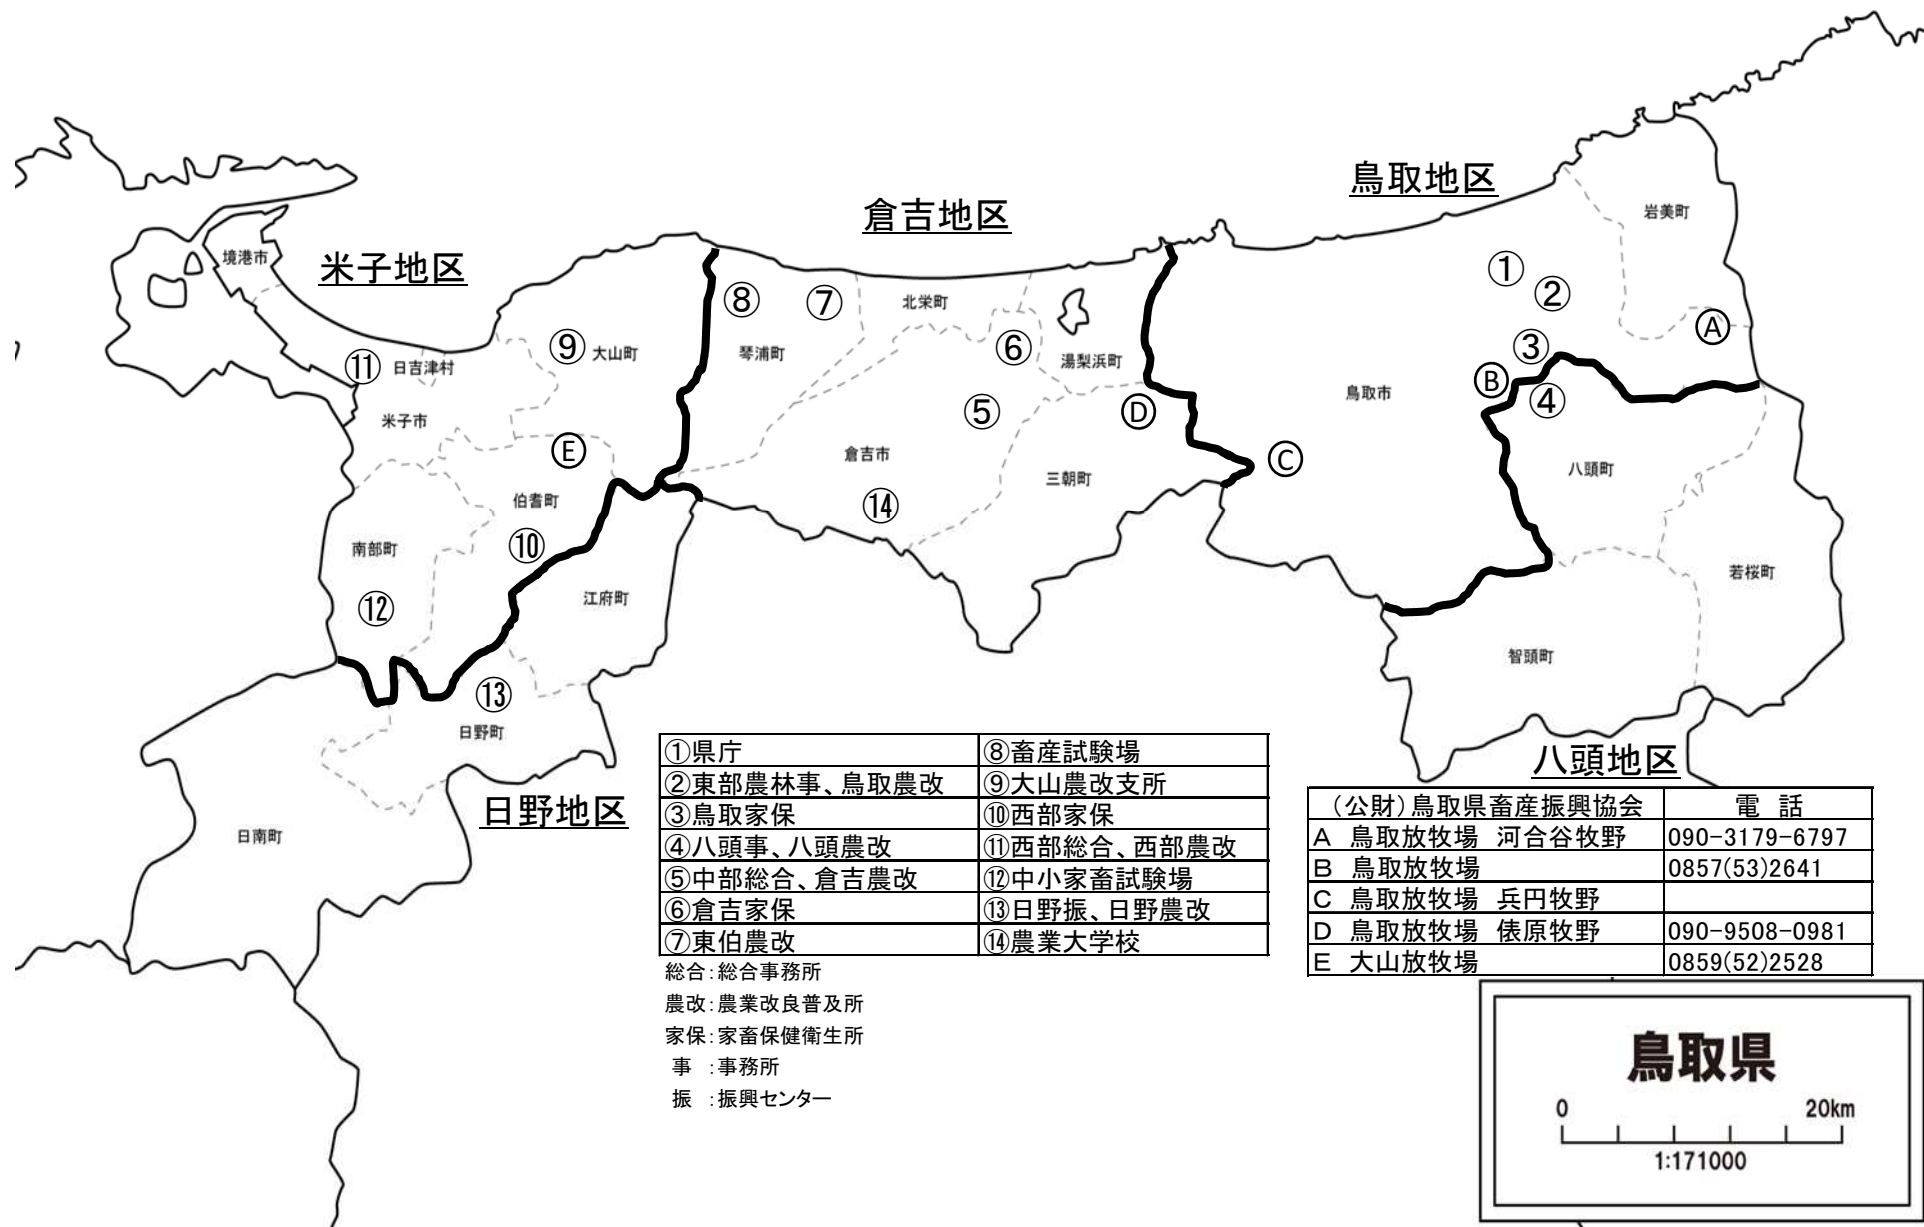 鳥取地区
倉吉地区
米子地区
岩美町
境港市
①
②
⑧
⑦
北栄町
Ⓐ
⑨
大山町
琴浦町
⑥
湯梨浜町
③
⑪
日吉津村
Ⓑ
④
鳥取市
米子市
⑤
Ⓓ
Ⓔ
倉吉市
Ⓒ
八頭町
三朝町
伯耆町
⑭
南部町
⑩
若桜町
江府町
⑫
智頭町
⑬
日野町
八頭地区
日野地区
日南町
①県庁 ⑧畜産試験場
②東部農林事、鳥取農改 ⑨大山農改支所
③鳥取家保 ⑩西部家保
④八頭事、八頭農改 ⑪西部総合、西部農改
⑤中部総合、倉吉農改 ⑫中小家畜試験場
⑥倉吉家保 ⑬日野振、日野農改
⑦東伯農改 ⑭農業大学校
総合:総合事務所
農改:農業改良普及所
家保:家畜保健衛生所
事 :事務所
振 :振興センター
(公財)鳥取県畜産振興協会 電 話
A 鳥取放牧場 河合谷牧野 090-3179-6797
B 鳥取放牧場 0857(53)2641
C 鳥取放牧場 兵円牧野
D 鳥取放牧場 俵原牧野 090-9508-0981
E 大山放牧場 0859(52)2528
鳥取県
0 20km
1:171000